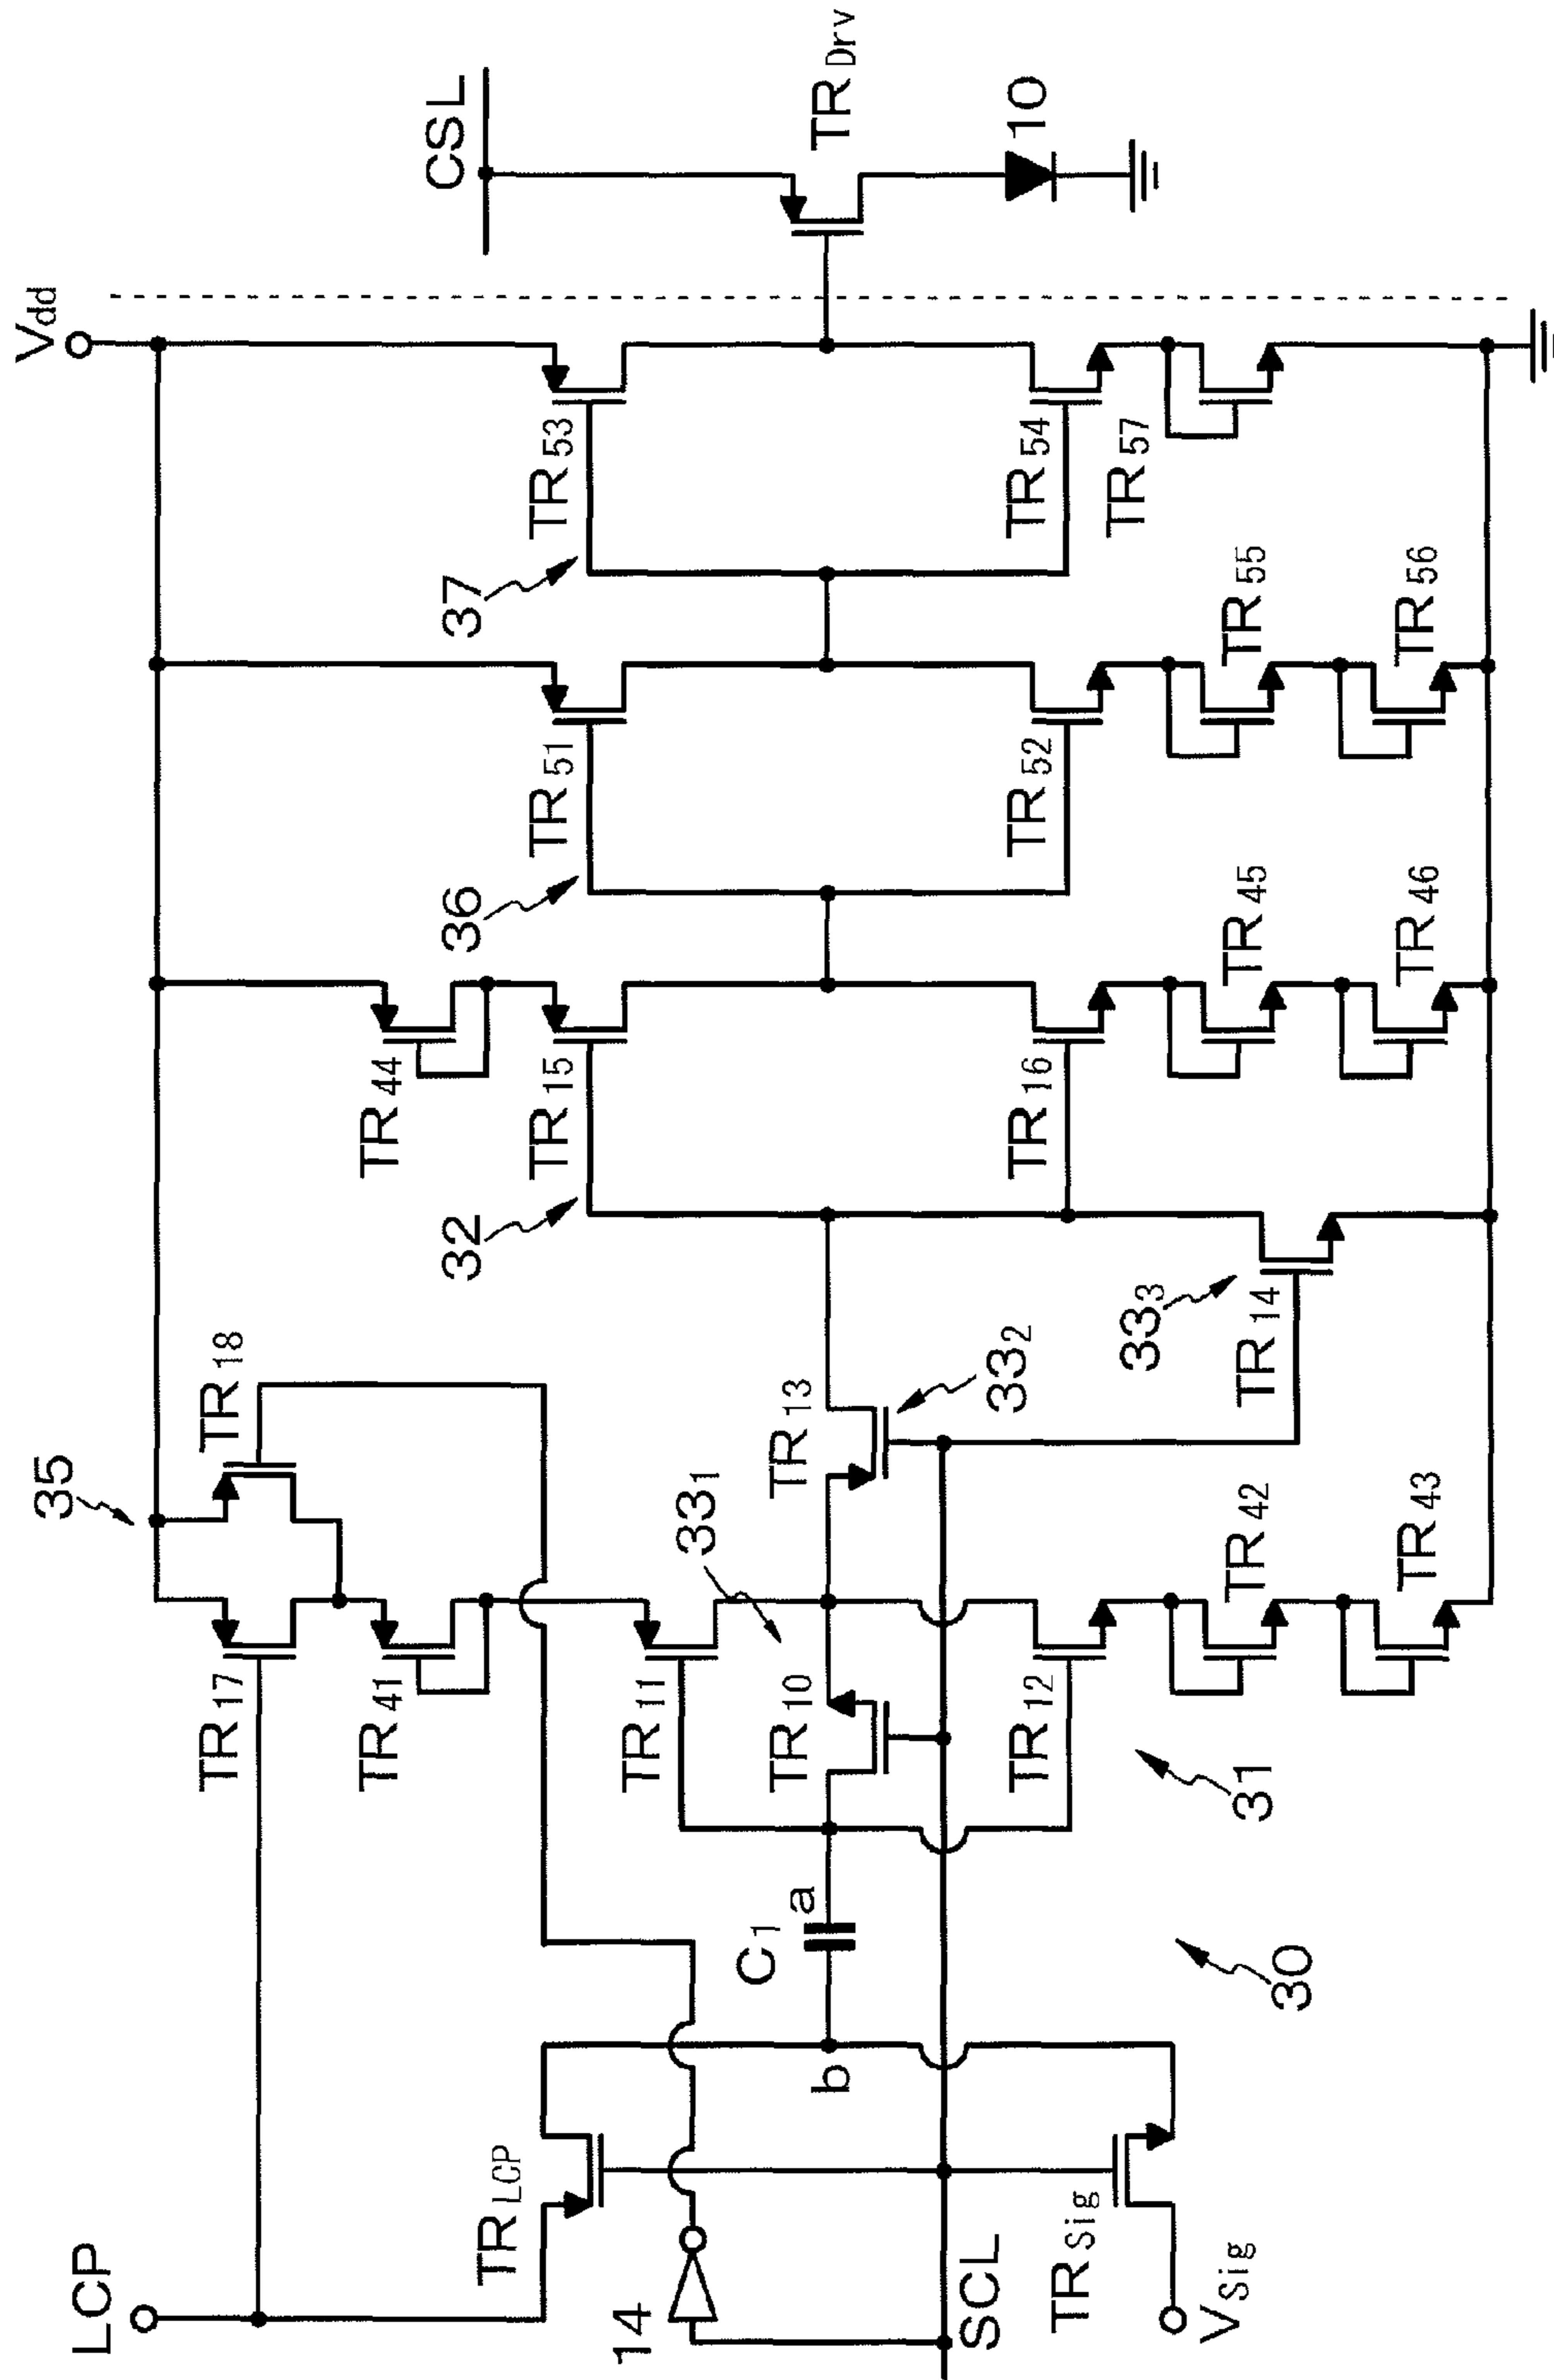 LCP
TR LCP
14
SCL
TR Sig
V Sig
b
C 1
a
30
31
TR 17
TR 41
TR 11
TR 10
TR 12
33 1
35
TR 18
TR 42
TR 43
TR 13
33 2
33 3
TR 14
32
TR 44
TR 15
TR 16
TR 45
TR 46
36
TR 51
TR 52
TR 55
TR 56
37
TR 53
TR 54
TR 57
V dd
CSL
TR Drv
10